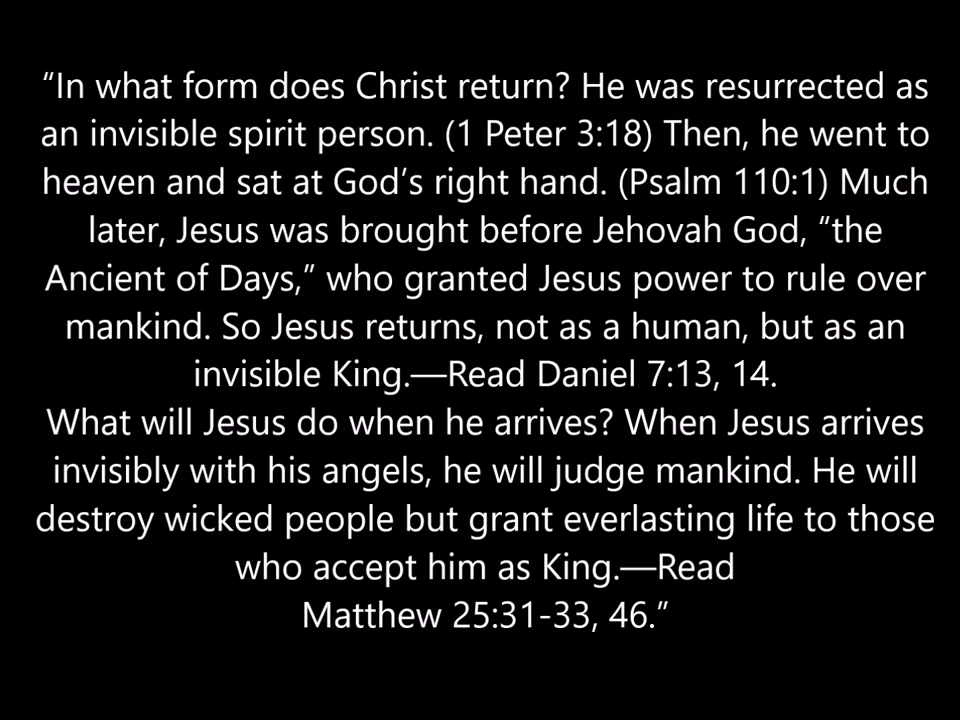 “In what form does Christ return? He was resurrected as
an invisible spirit person. (1 Peter 3:18) Then, he went to
heaven and sat at God’s right hand. (Psalm 110:1) Much
later, Jesus was brought before Jehovah God, “the
Ancient of Days,” who granted Jesus power to rule over
mankind. So Jesus returns, not as a human, but as an
invisible King.—Read Daniel 7:13, 14.
What will Jesus do when he arrives? When Jesus arrives
invisibly with his angels, he will judge mankind. He will
destroy wicked people but grant everlasting life to those
who accept him as King.—Read
Matthew 25:31-33, 46.”